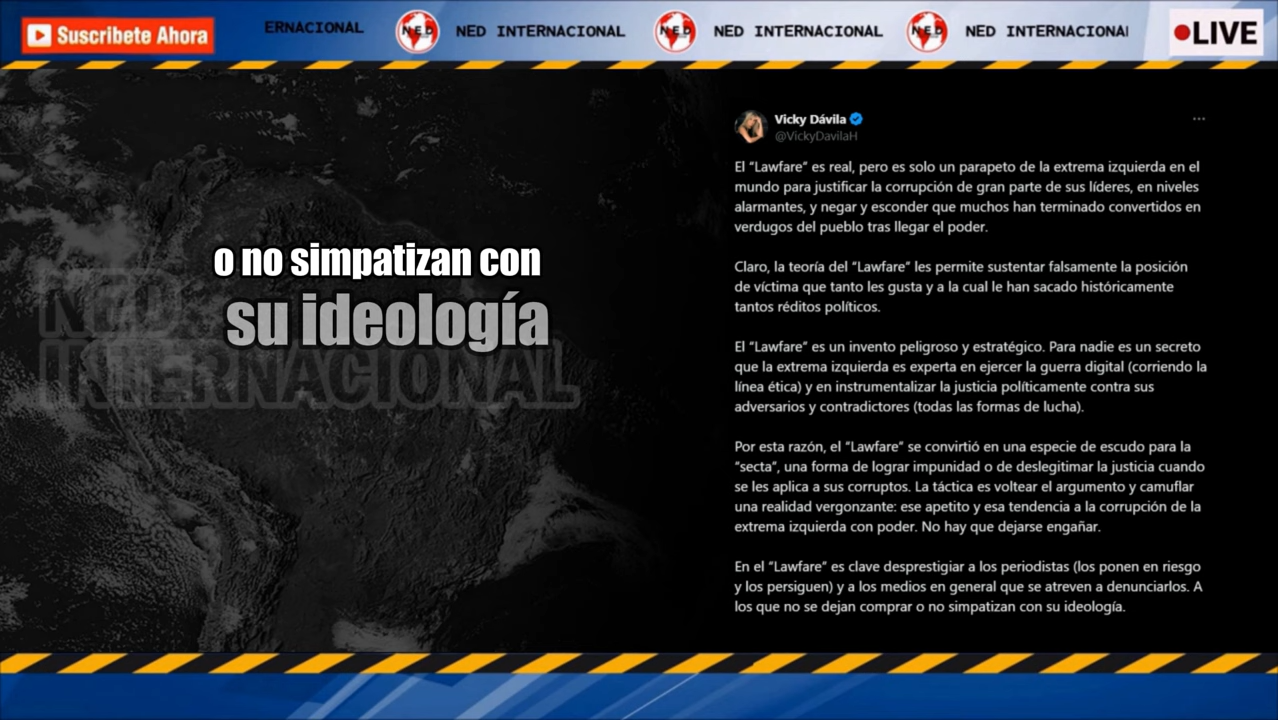 Suscribete Ahora
ERNACIONAL
NED
NED INTERNACIONAL
NED
NED INTERNACIONAL
NED
NED INTERNACIONAL
LIVE
Vicky Dávila
@VickyDavilaH
El “Lawfare” es real, pero es solo un parapeto de la extrema izquierda en el
mundo para justificar la corrupción de gran parte de sus líderes, en niveles
alarmantes, y negar y esconder que muchos han terminado convertidos en
verdugos del pueblo tras llegar el poder.
Claro, la teoría del “Lawfare” les permite sustentar falsamente la posición
de víctima que tanto les gusta y a la cual le han sacado históricamente
tantos réditos políticos.
El “Lawfare” es un invento peligroso y estratégico. Para nadie es un secreto
que la extrema izquierda es experta en ejercer la guerra digital (corriendo la
línea ética) y en instrumentalizar la justicia políticamente contra sus
adversarios y contradictores (todas las formas de lucha).
Por esta razón, el “Lawfare” se convirtió en una especie de escudo para la
“secta”, una forma de lograr impunidad o de deslegitimar la justicia cuando
se les aplica a sus corruptos. La táctica es voltear el argumento y camuflar
una realidad vergonzante: ese apetito y esa tendencia a la corrupción de la
extrema izquierda con poder. No hay que dejarse engañar.
En el “Lawfare” es clave desprestigiar a los periodistas (los ponen en riesgo
y los persiguen) y a los medios en general que se atreven a denunciarlos. A
los que no se dejan comprar o no simpatizan con su ideología.
o no simpatizan con
su ideología
NED
INTERNACIONAL